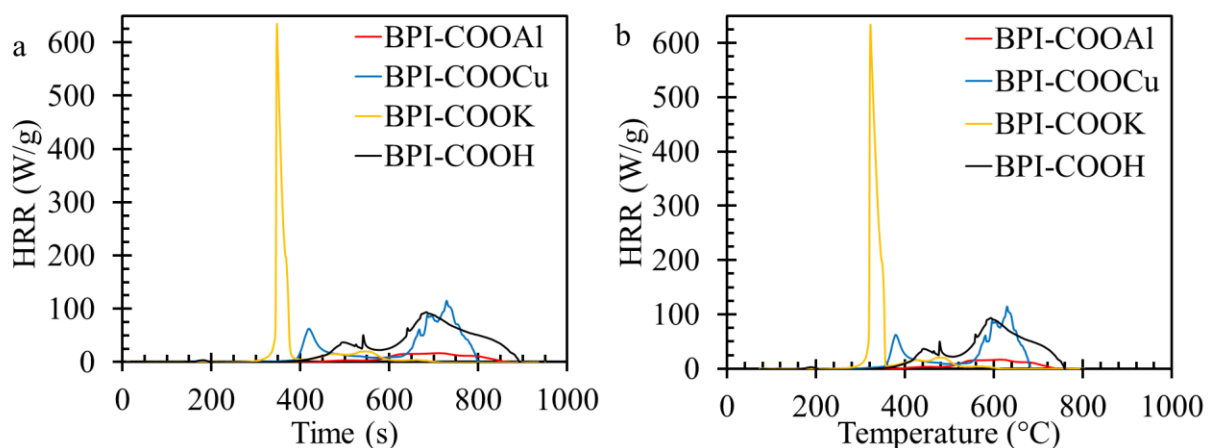 a
HRR (W/g)
600
500
400
300
200
100
0
BPI-COOAl
BPI-COOCu
BPI-COOK
BPI-COOH
0 200 400 600 800 1000
Time (s)
b
HRR (W/g)
600
500
400
300
200
100
0
BPI-COOAl
BPI-COOCu
BPI-COOK
BPI-COOH
0 200 400 600 800 1000
Temperature (°C)